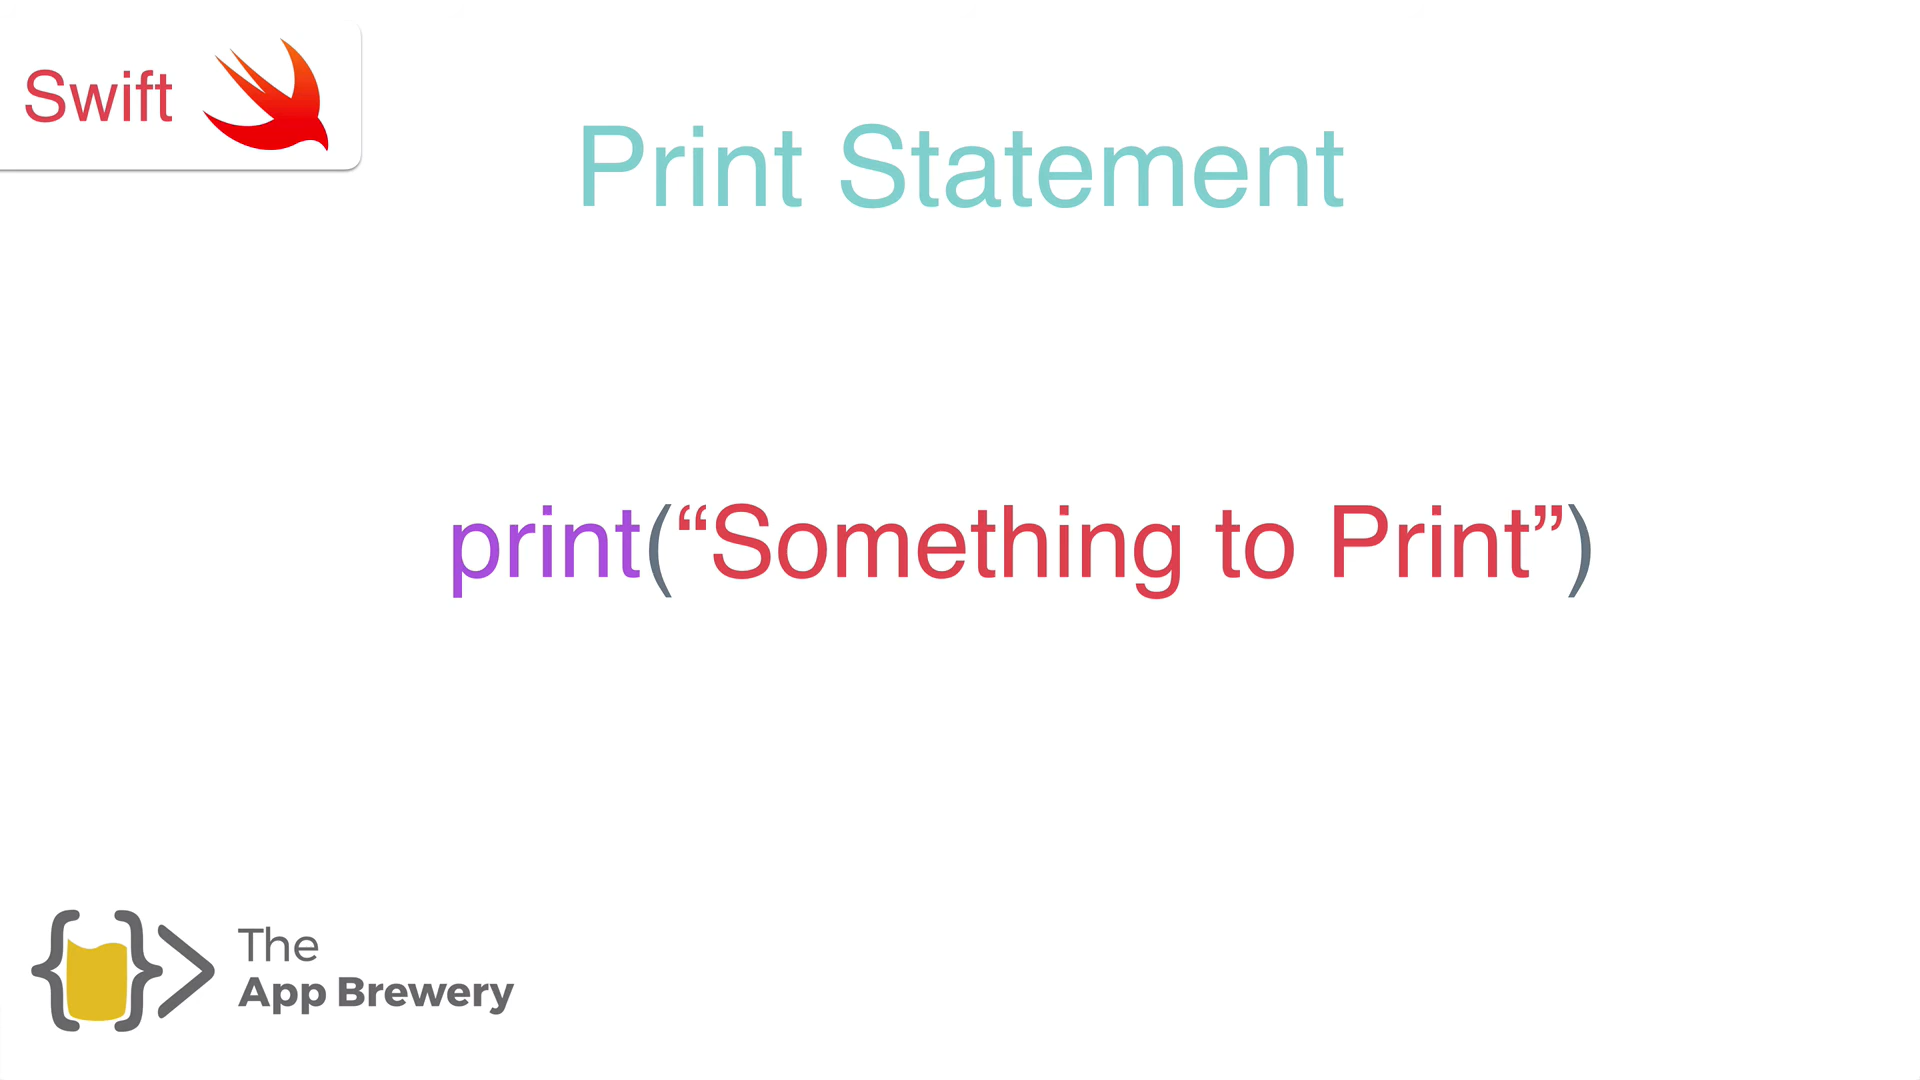 Swift
Print Statement
print(“Something to Print”)
The
App Brewery